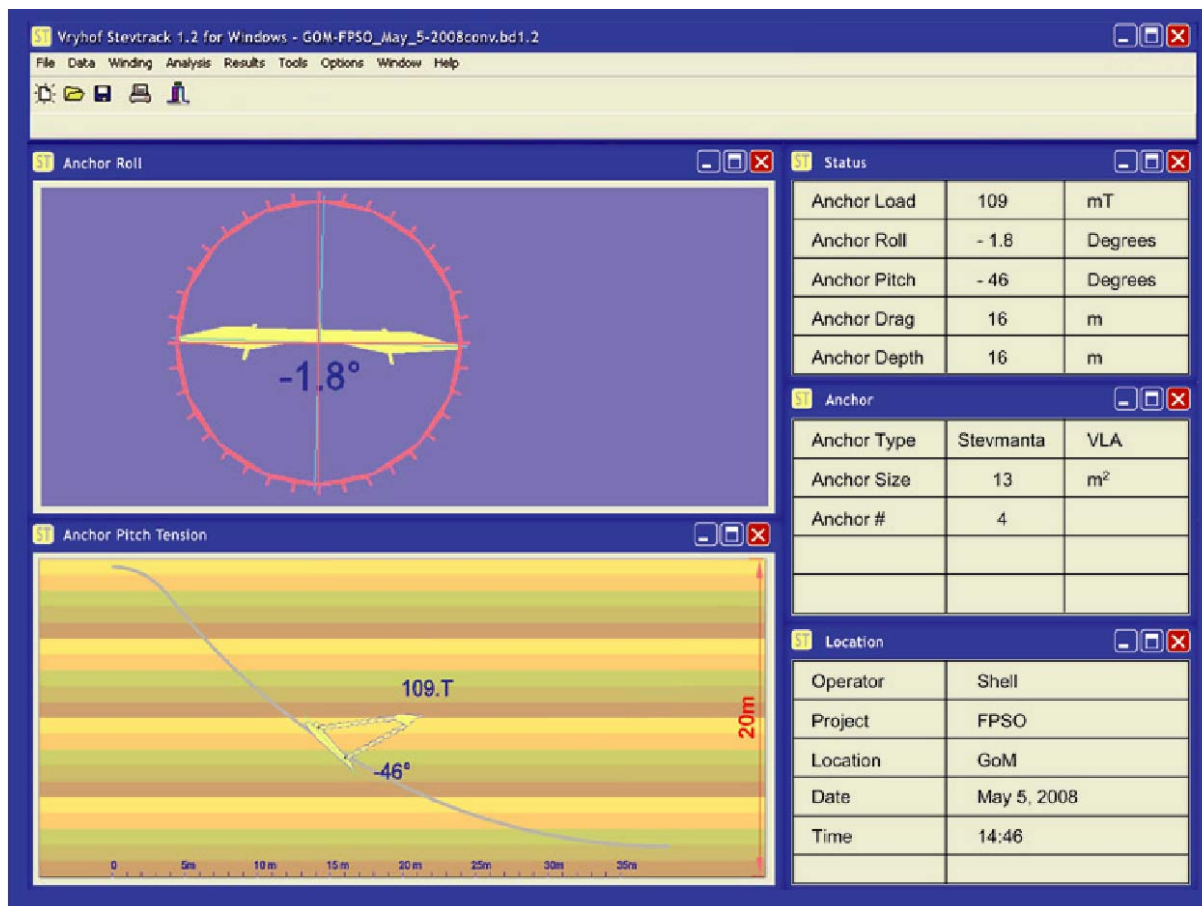 ST Vryhof Stevtrack 1.2 for Windows - GOM-FPSO_May_5-2008conv.bd1.2
File Data Winding Analysis Results Tools Options Window Help
ST Anchor Roll
-1.8°
ST Anchor Pitch Tension
109.T
-46°
20m
0 5m 10 m 15 m 20 m 25m 30m 35m
ST Status
Anchor Load 109 mT
Anchor Roll - 1.8 Degrees
Anchor Pitch - 46 Degrees
Anchor Drag 16 m
Anchor Depth 16 m
ST Anchor
Anchor Type Stevmanta VLA
Anchor Size 13 m²
Anchor # 4
ST Location
Operator Shell
Project FPSO
Location GoM
Date May 5, 2008
Time 14:46